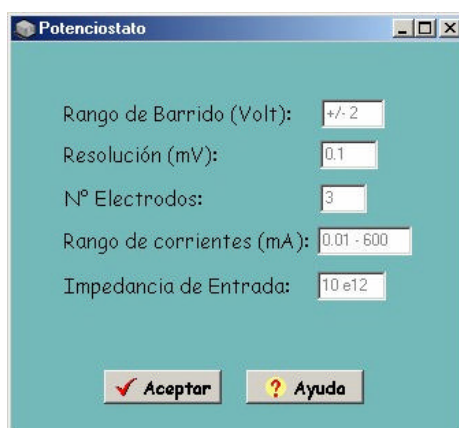 Potenciostato
Rango de Barrido (Volt): +/- 2
Resolución (mV): 0.1
Nº Electrodos: 3
Rango de corrientes (mA): 0.01 - 600
Impedancia de Entrada: 10 e12
Aceptar ? Ayuda